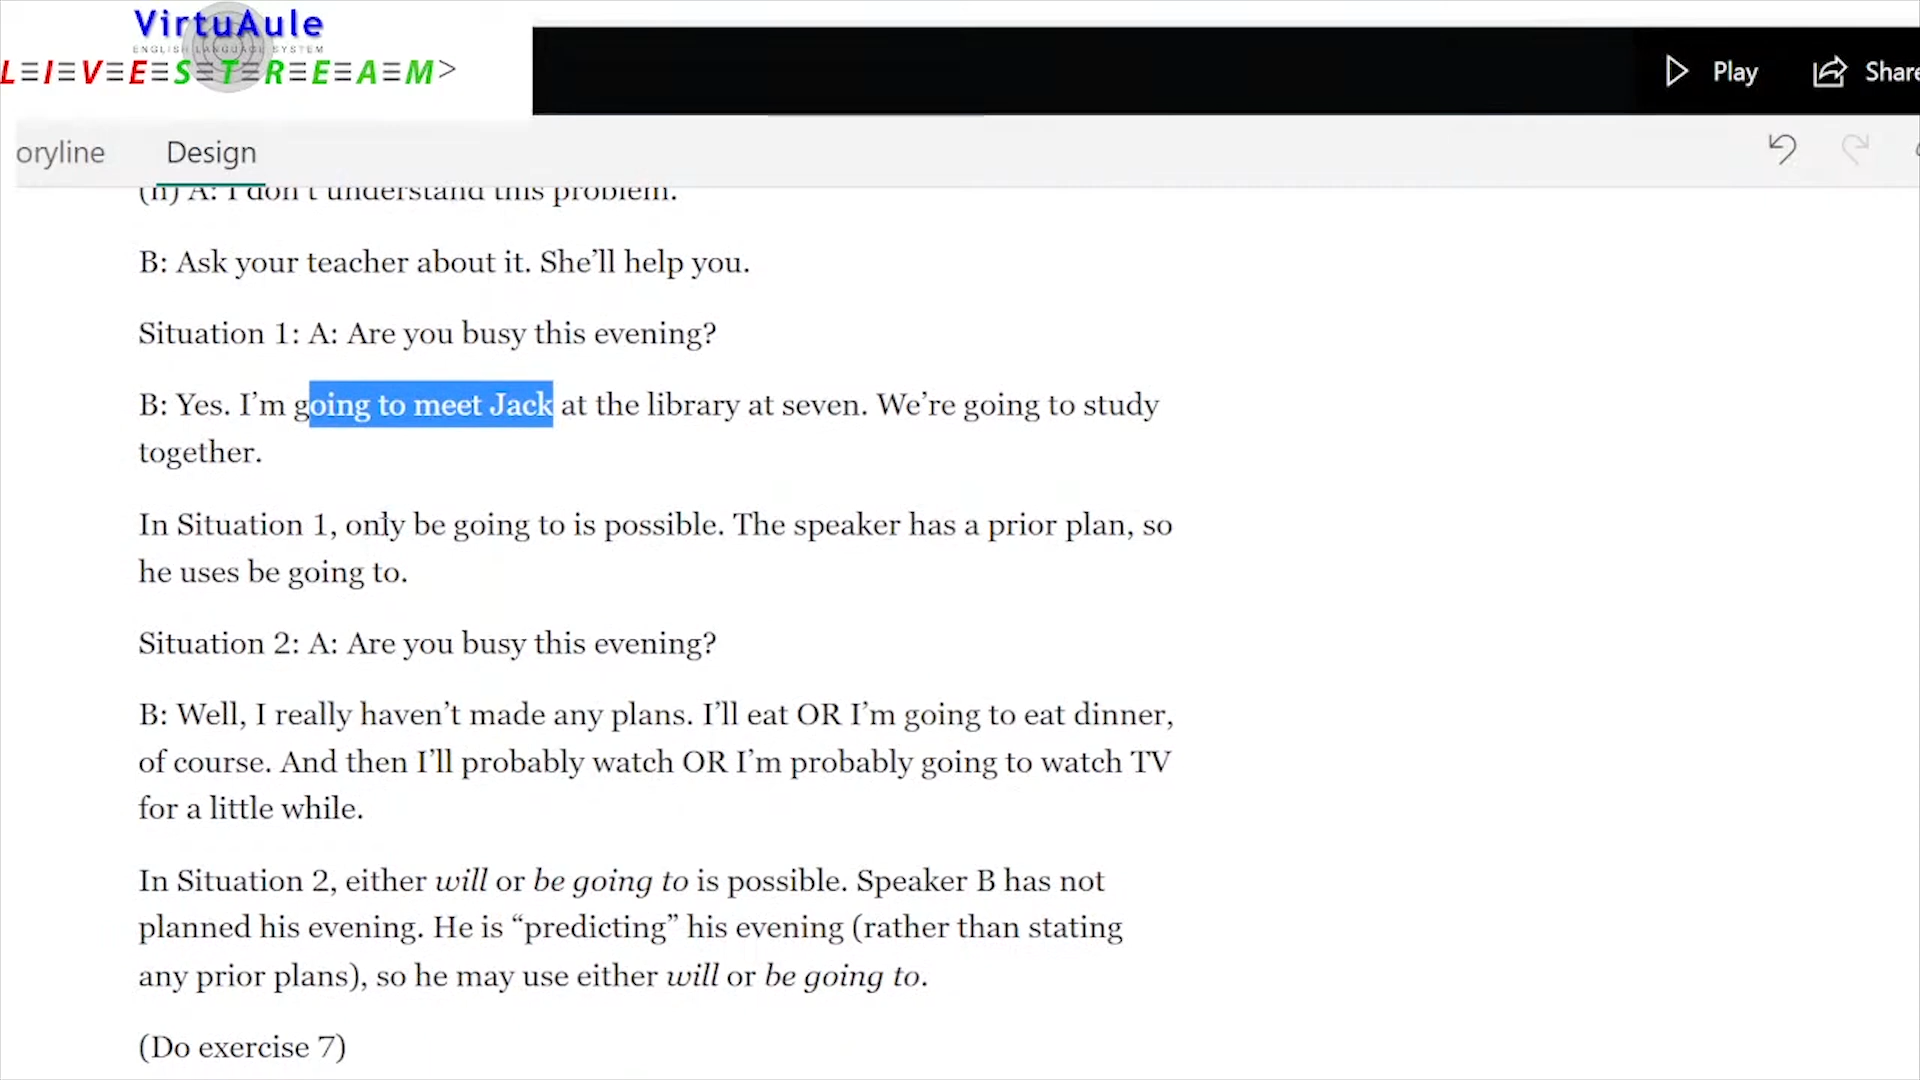 VirtuAule
ENGLISH LANGUAGE SYSTEM
L≡I≡V≡E≡S≡T≡R≡E≡A≡M>
Play
Share
oryline
Design
(h) A: I don't understand this problem.
B: Ask your teacher about it. She’ll help you.
Situation 1: A: Are you busy this evening?
B: Yes. I’m going to meet Jack at the library at seven. We’re going to study
together.
In Situation 1, only be going to is possible. The speaker has a prior plan, so
he uses be going to.
Situation 2: A: Are you busy this evening?
B: Well, I really haven’t made any plans. I’ll eat OR I’m going to eat dinner,
of course. And then I’ll probably watch OR I’m probably going to watch TV
for a little while.
In Situation 2, either will or be going to is possible. Speaker B has not
planned his evening. He is “predicting” his evening (rather than stating
any prior plans), so he may use either will or be going to.
(Do exercise 7)